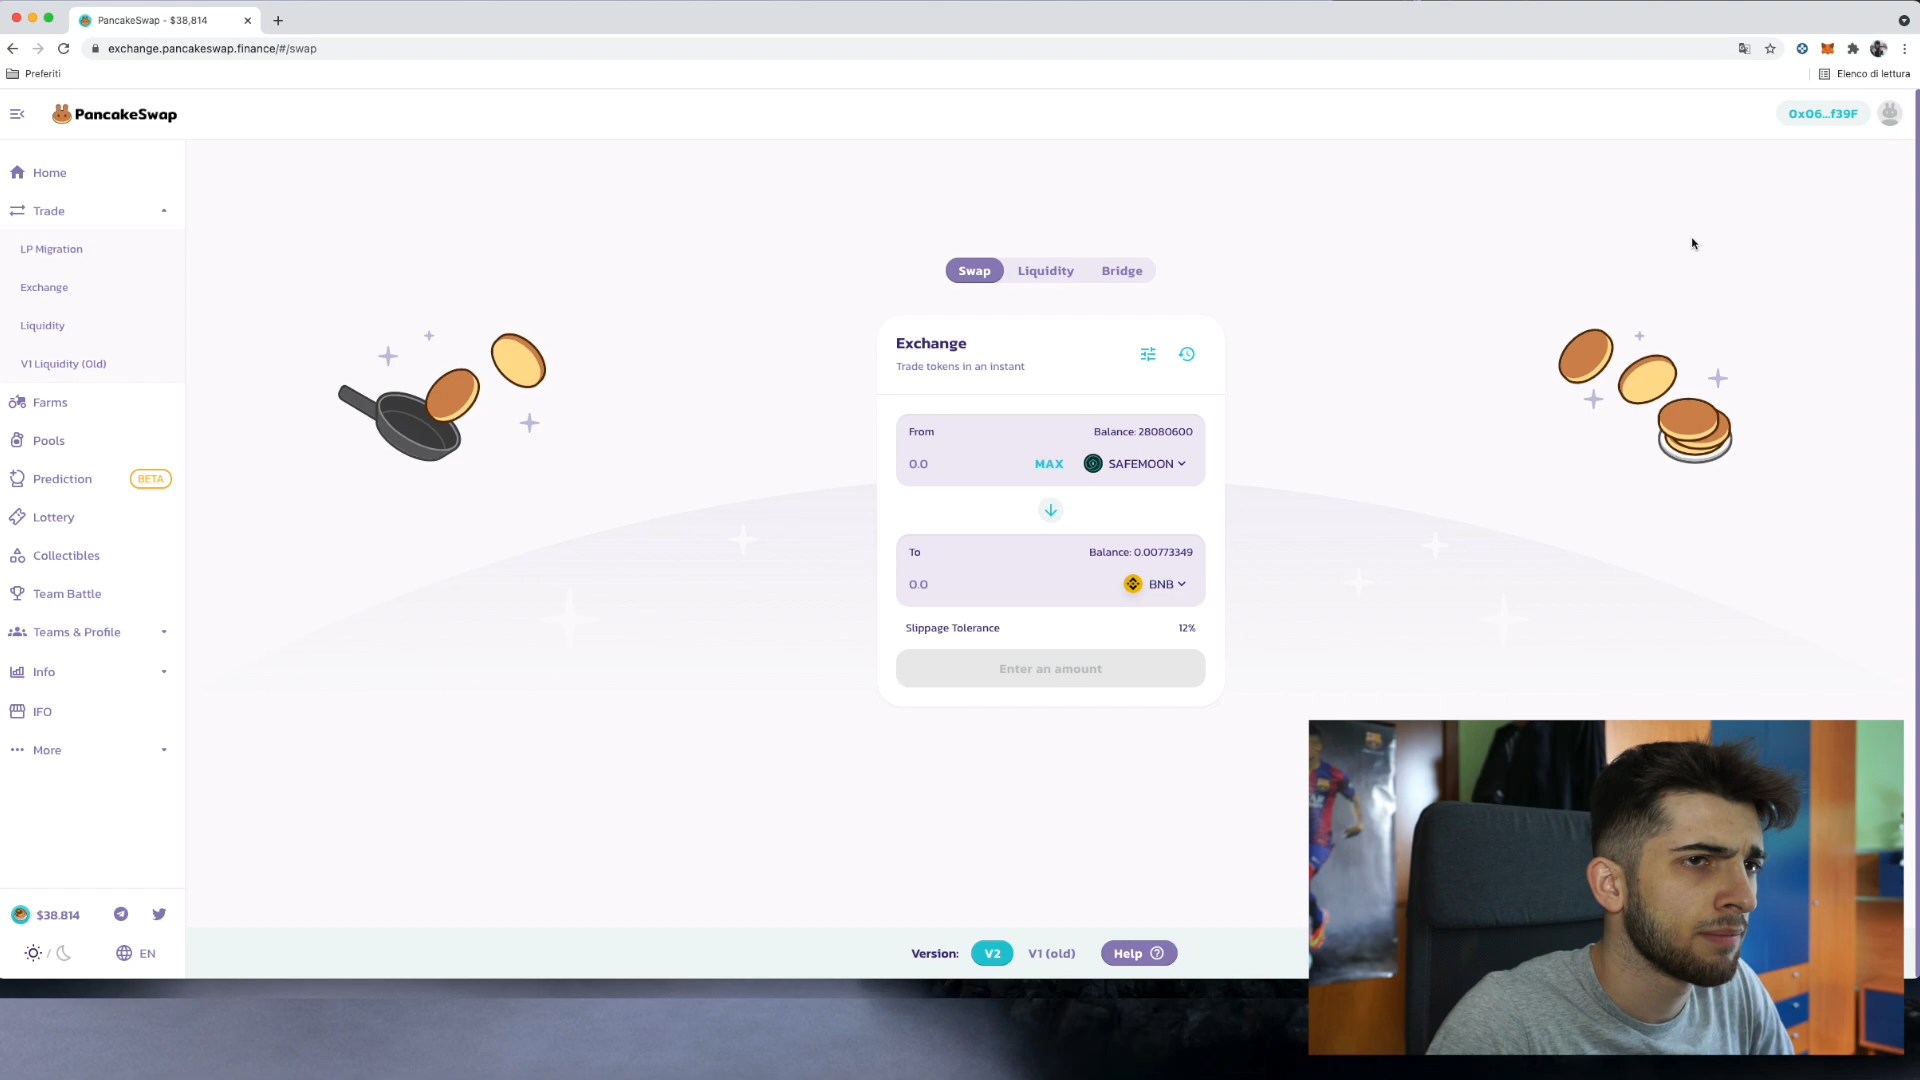 PancakeSwap - $38,814
exchange.pancakeswap.finance/#/swap
Preferiti
Elenco di lettura
PancakeSwap
0x06...f39F
Home
Trade
LP Migration
Exchange
Liquidity
V1 Liquidity (Old)
Farms
Pools
Prediction
BETA
Lottery
Collectibles
Team Battle
Teams & Profile
Info
IFO
More
$38.814
EN
Swap
Liquidity
Bridge
Exchange
Trade tokens in an instant
From
Balance: 28080600
0.0
MAX
SAFEMOON
To
Balance: 0.00773349
0.0
BNB
Slippage Tolerance
12%
Enter an amount
Version:
V2
V1 (old)
Help